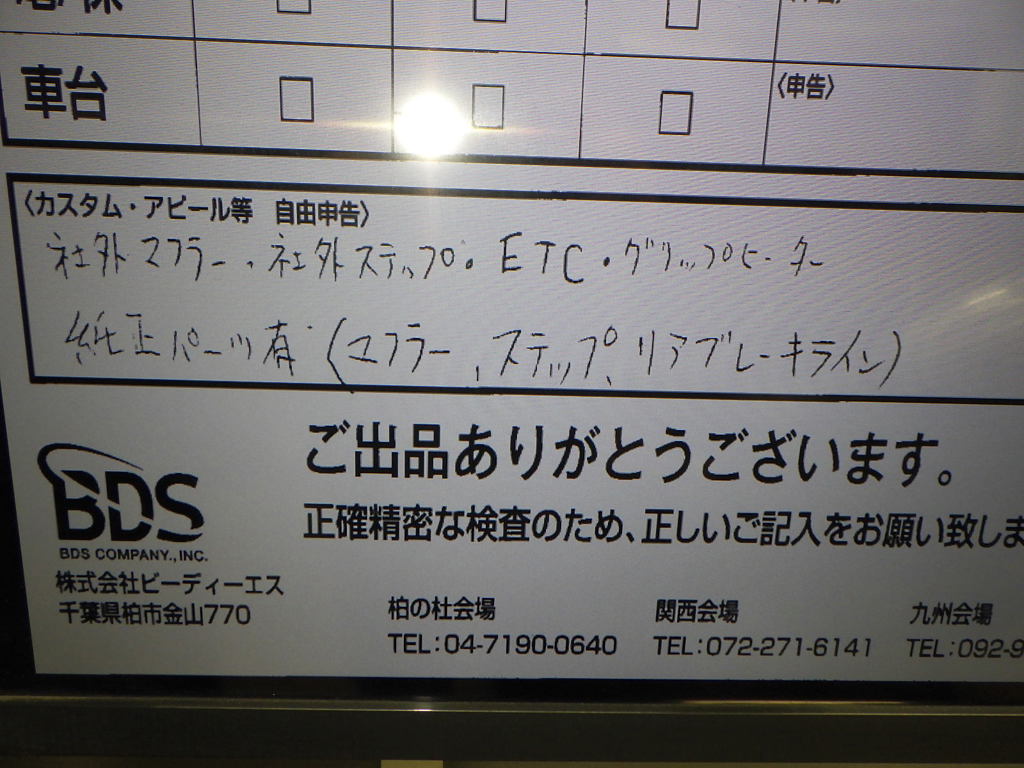 車台
〈申告〉
〈カスタム・アピール等 自由申告〉
社外マフラー、社外ステップ。ETC・グリップヒーター
純正パーツ有(マフラー、ステップ、リアブレーキライン)
ご出品ありがとうございます。
正確精密な検査のため、正しいご記入をお願い致しま
BDS
BDS COMPANY.,INC.
株式会社ビーディーエス
千葉県柏市金山770
柏の杜会場 関西会場 九州会場
TEL:04-7190-0640 TEL:072-271-6141 TEL:092-9